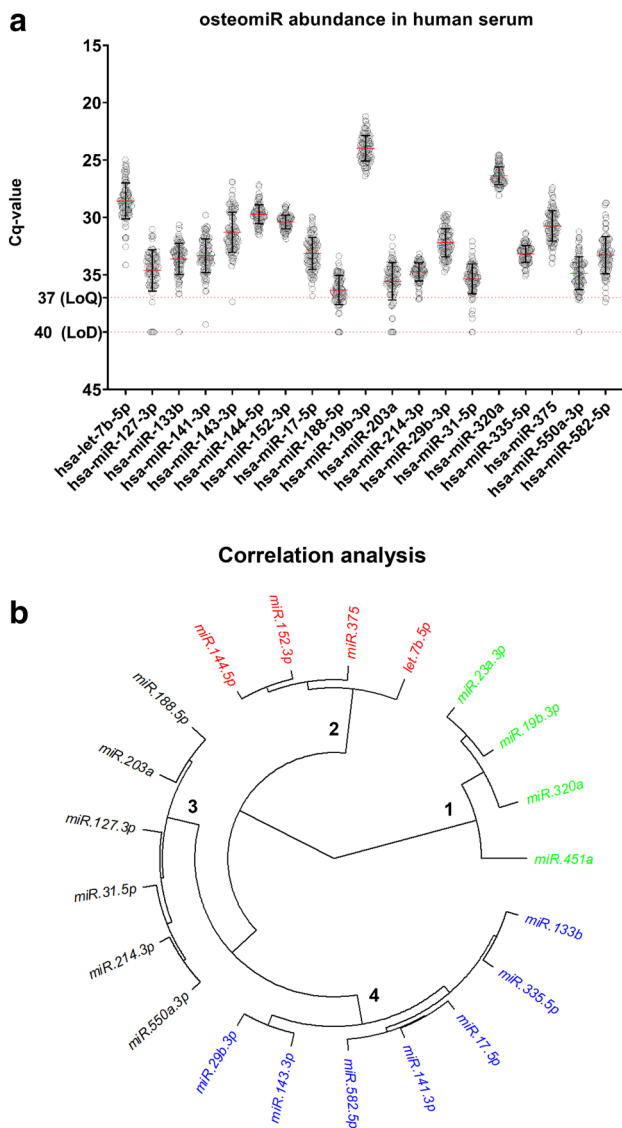 a
osteomiR abundance in human serum
Cq-value
15
20
25
30
35
37 (LoQ)
40 (LoD)
45
hsa-let-7b-5p
hsa-miR-127-3p
hsa-miR-133b
hsa-miR-141-3p
hsa-miR-143-3p
hsa-miR-144-5p
hsa-miR-152-3p
hsa-miR-17-5p
hsa-miR-188-5p
hsa-miR-19b-3p
hsa-miR-203a
hsa-miR-214-3p
hsa-miR-29b-3p
hsa-miR-31-5p
hsa-miR-320a
hsa-miR-335-5p
hsa-miR-375
hsa-miR-550a-3p
hsa-miR-582-5p
Correlation analysis
b
miR.144.5p
miR.152.3p
miR.375
let.7b.5p
miR.23a.3p
miR.19b.3p
miR.320a
miR.451a
miR.133b
miR.335.5p
miR.17.5p
miR.141.3p
miR.582.5p
miR.143.3p
miR.29b.3p
miR.550a.3p
miR.214.3p
miR.31.5p
miR.127.3p
miR.203a
miR.188.5p
1
2
3
4